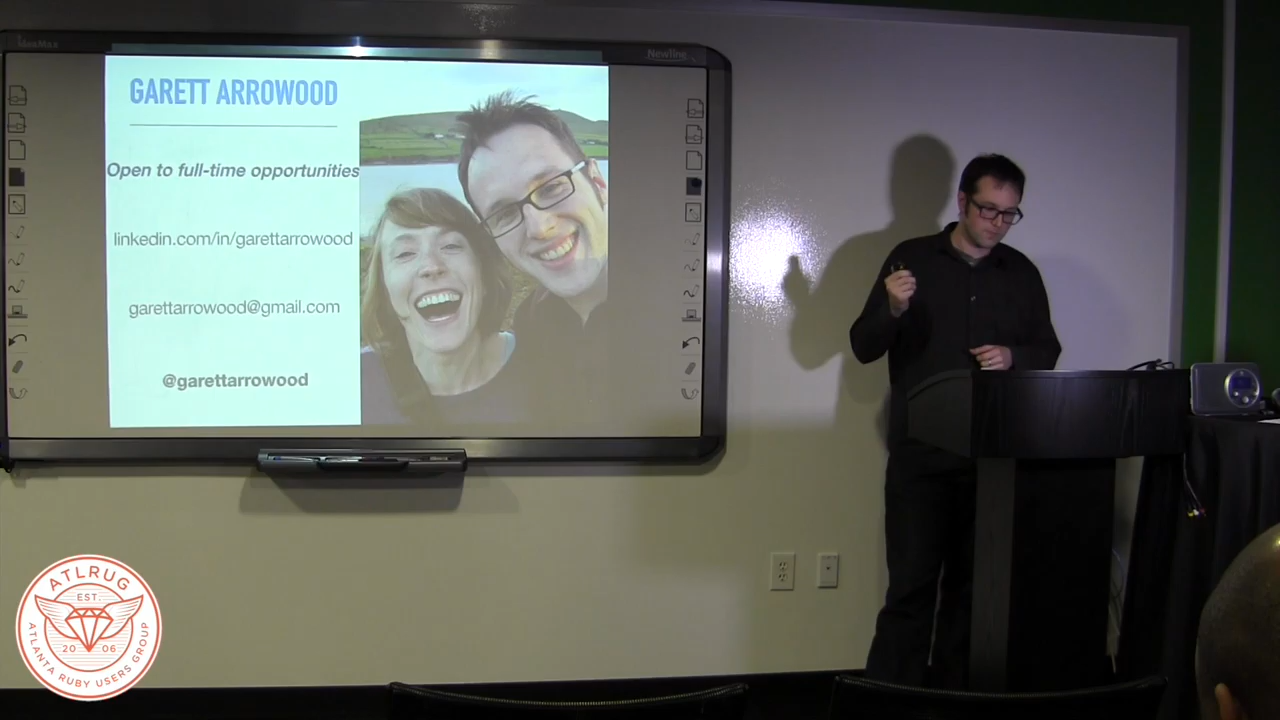 Newline
GARETT ARROWOOD
Open to full-time opportunities
linkedin.com/in/garettarrowood
garettarrowood@gmail.com
@garettarrowood
ATLRUG
EST.
20 06
ATLANTA RUBY USERS GROUP